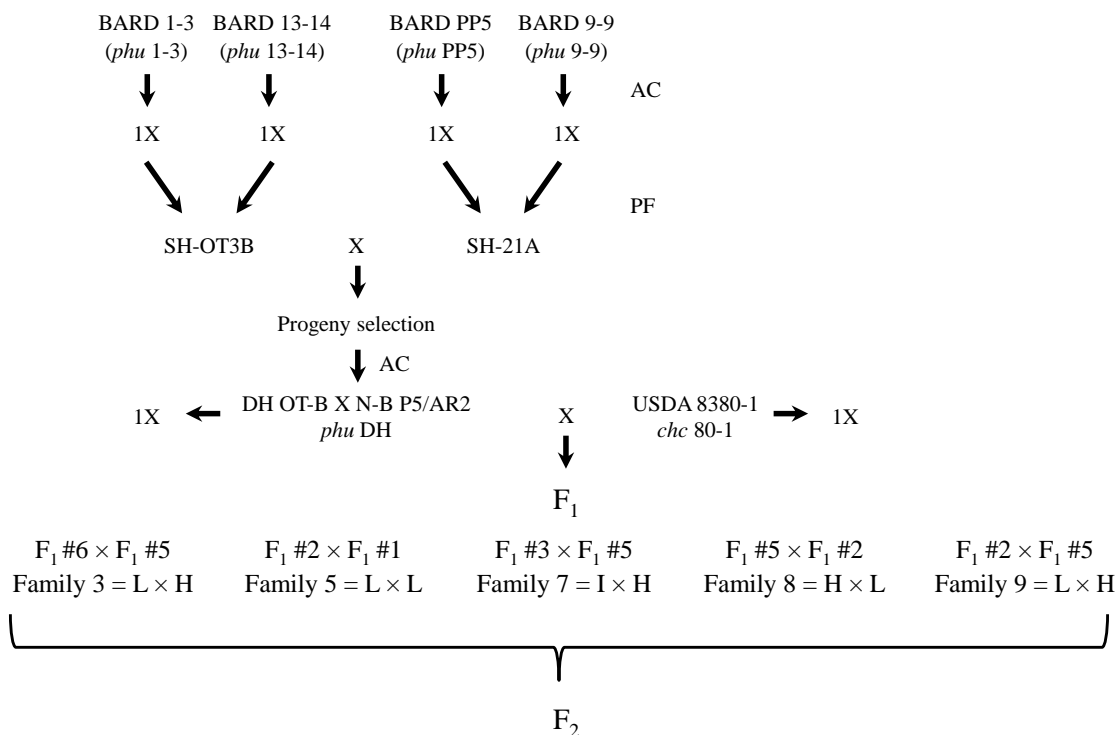 BARD 1-3 BARD 13-14 BARD PP5 BARD 9-9
(phu 1-3) (phu 13-14) (phu PP5) (phu 9-9)
AC
1X 1X 1X 1X
PF
SH-OT3B X SH-21A
Progeny selection
AC
1X DH OT-B X N-B P5/AR2 X USDA 8380-1 1X
phu DH chc 80-1
F₁
F₁ #6 × F₁ #5 F₁ #2 × F₁ #1 F₁ #3 × F₁ #5 F₁ #5 × F₁ #2 F₁ #2 × F₁ #5
Family 3 = L × H Family 5 = L × L Family 7 = I × H Family 8 = H × L Family 9 = L × H
F₂